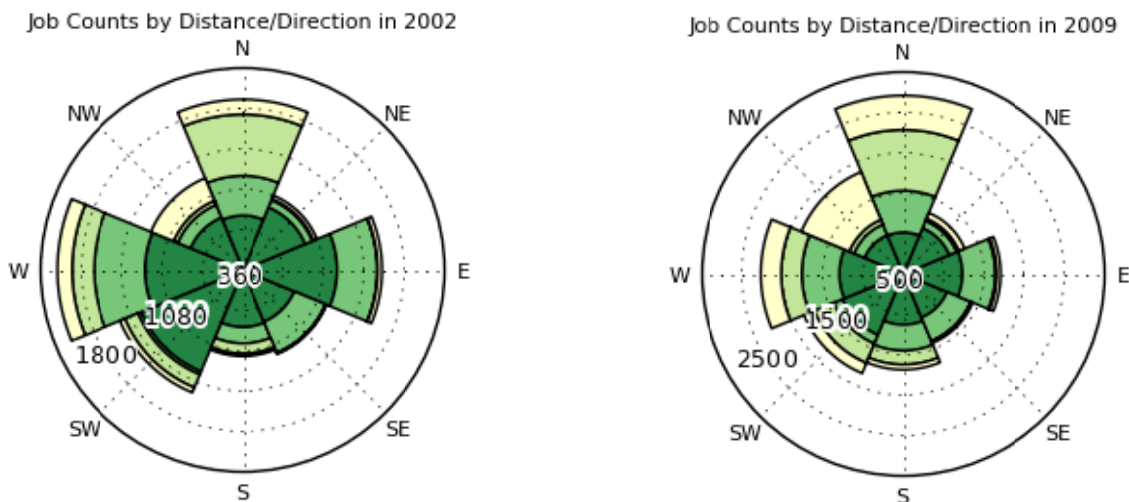 Job Counts by Distance/Direction in 2002
N
NW
NE
W
360
E
1080
1800
SW
SE
S
Job Counts by Distance/Direction in 2009
N
NW
NE
W
500
E
1500
2500
SW
SE
S